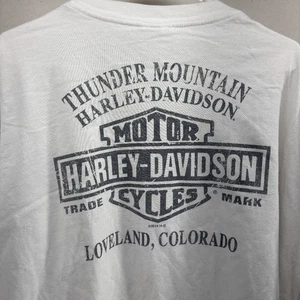 THUNDER MOUNTAIN
HARLEY-DAVIDSON
MOTOR
HARLEY-DAVIDSON
CYCLES ®
TRADE MARK
LOVELAND, COLORADO